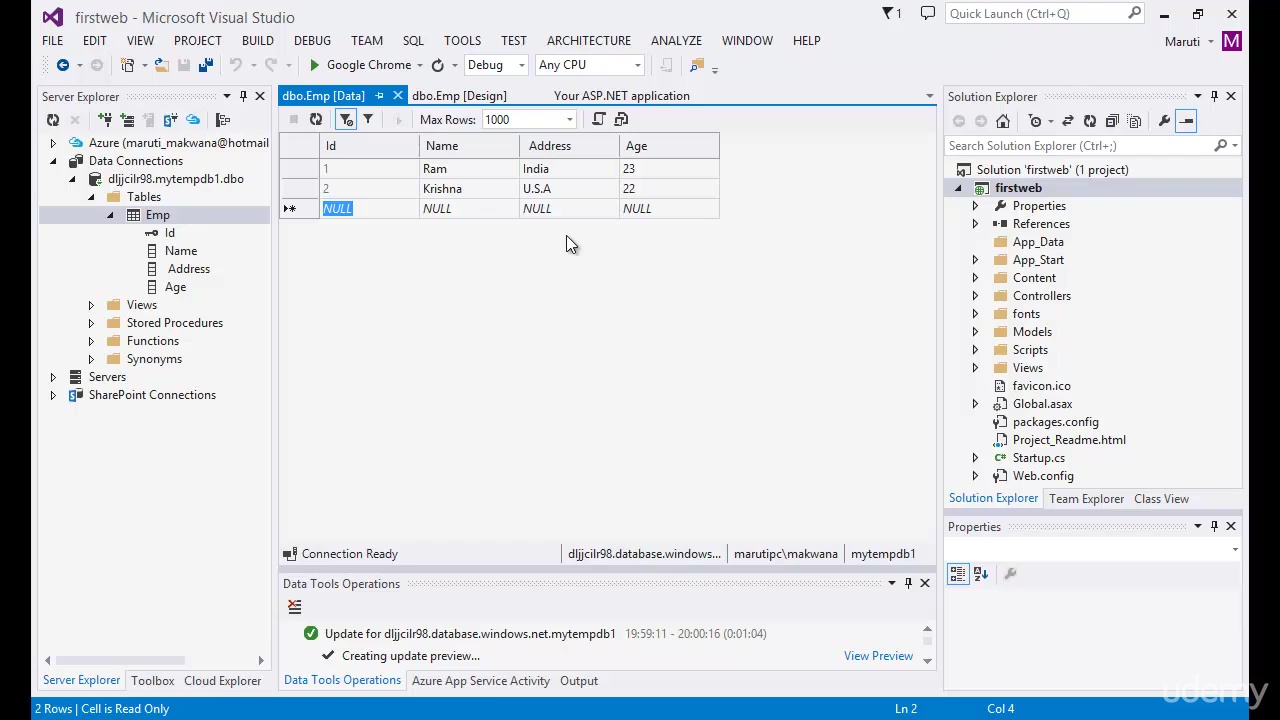 firstweb - Microsoft Visual Studio
1
Quick Launch (Ctrl+Q)
FILE EDIT VIEW PROJECT BUILD DEBUG TEAM SQL TOOLS TEST ARCHITECTURE ANALYZE WINDOW HELP
Maruti M
Google Chrome Debug Any CPU
Server Explorer
Azure (maruti_makwana@hotmail
Data Connections
dljjcilr98.mytempdb1.dbo
Tables
Emp
Id
Name
Address
Age
Views
Stored Procedures
Functions
Synonyms
Servers
SharePoint Connections
Server Explorer Toolbox Cloud Explorer
dbo.Emp [Data] dbo.Emp [Design] Your ASP.NET application
Max Rows: 1000
Id Name Address Age
1 Ram India 23
2 Krishna U.S.A 22
NULL NULL NULL NULL
Connection Ready dljjcilr98.database.windows... marutipc\makwana mytempdb1
Data Tools Operations
Update for dljjcilr98.database.windows.net.mytempdb1 19:59:11 - 20:00:16 (0:01:04)
Creating update preview... View Preview
Data Tools Operations Azure App Service Activity Output
Solution Explorer
Search Solution Explorer (Ctrl+;)
Solution 'firstweb' (1 project)
firstweb
Properties
References
App_Data
App_Start
Content
Controllers
fonts
Models
Scripts
Views
favicon.ico
Global.asax
packages.config
Project_Readme.html
Startup.cs
Web.config
Solution Explorer Team Explorer Class View
Properties
2 Rows | Cell is Read Only Ln 2 Col 4
udemy